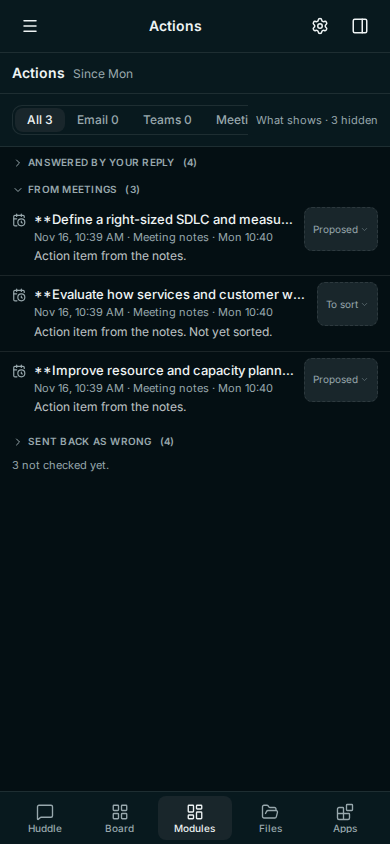 Actions
Actions Since Mon
All 3 Email 0 Teams 0 Meeti What shows · 3 hidden
ANSWERED BY YOUR REPLY (4)
FROM MEETINGS (3)
**Define a right-sized SDLC and measu...
Proposed
Nov 16, 10:39 AM · Meeting notes · Mon 10:40
Action item from the notes.
**Evaluate how services and customer w...
To sort
Nov 16, 10:39 AM · Meeting notes · Mon 10:40
Action item from the notes. Not yet sorted.
**Improve resource and capacity plann...
Proposed
Nov 16, 10:39 AM · Meeting notes · Mon 10:40
Action item from the notes.
SENT BACK AS WRONG (4)
3 not checked yet.
Huddle Board Modules Files Apps